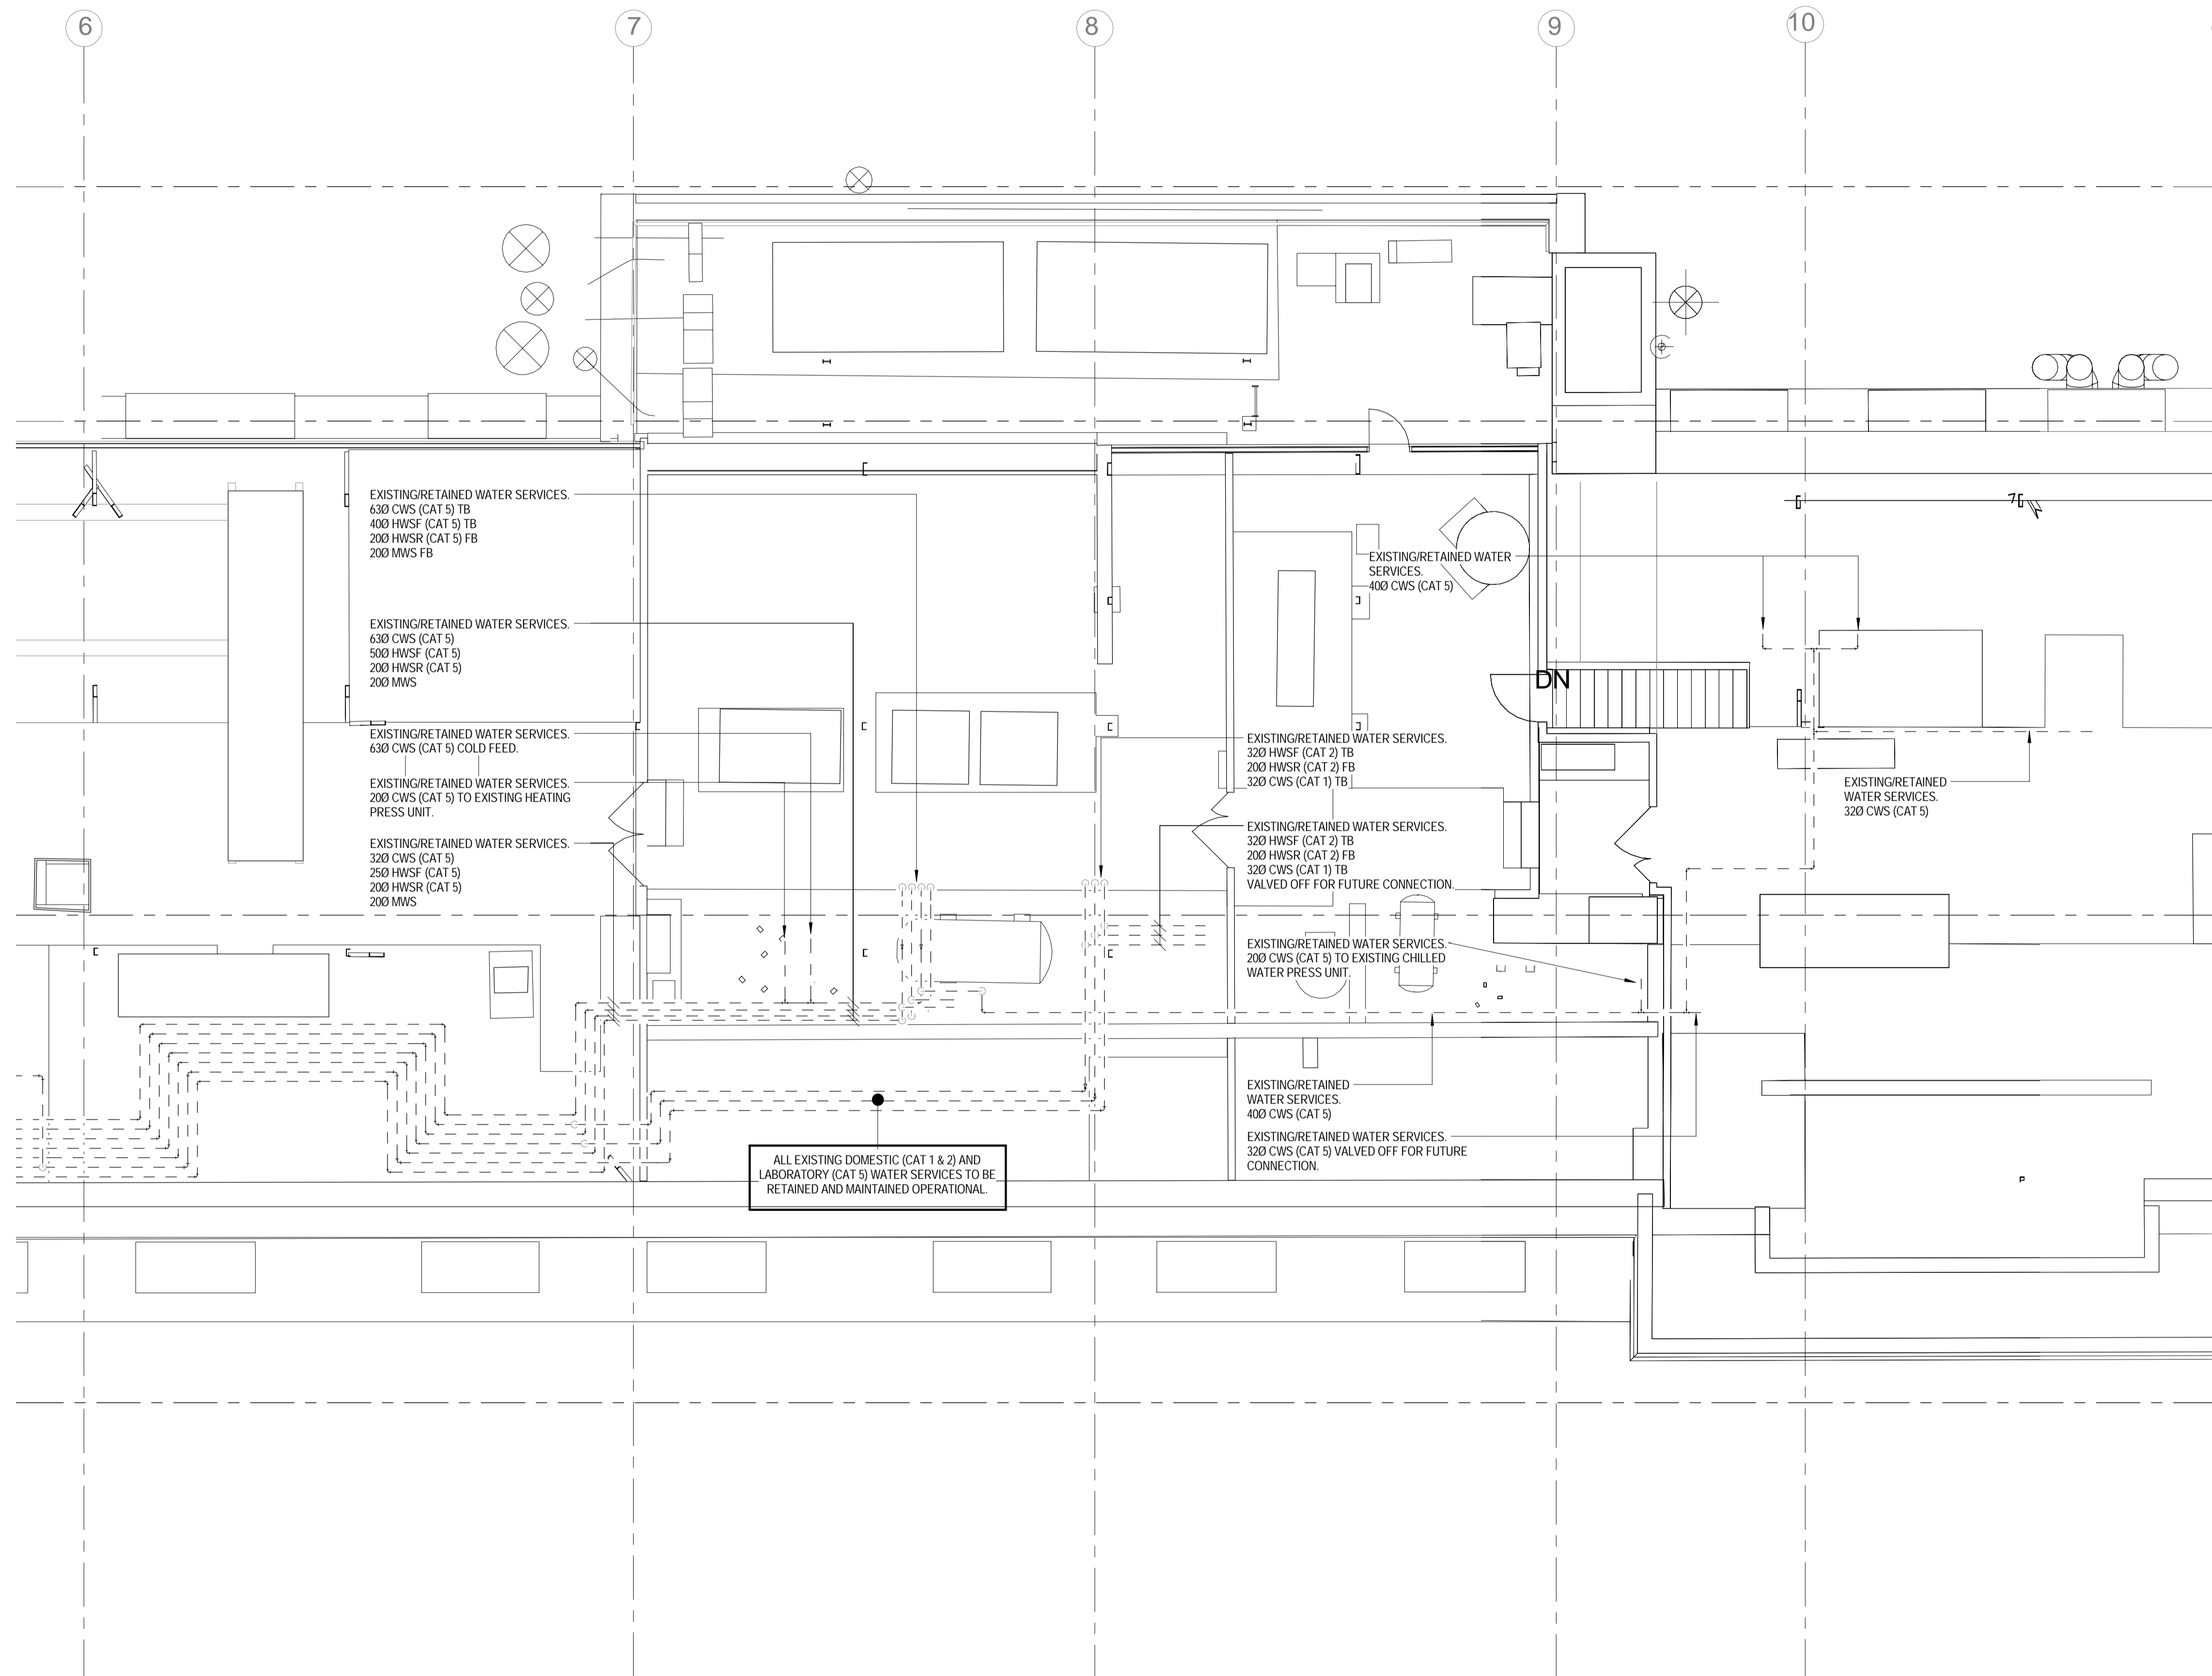 6
7
8
9
10
EXISTING/RETAINED WATER SERVICES.
63Ø CWS (CAT 5) TB
40Ø HWSF (CAT 5) TB
20Ø HWSR (CAT 5) FB
20Ø MWS FB
EXISTING/RETAINED WATER
SERVICES.
40Ø CWS (CAT 5)
EXISTING/RETAINED WATER SERVICES.
63Ø CWS (CAT 5)
50Ø HWSF (CAT 5)
20Ø HWSR (CAT 5)
20Ø MWS
DN
EXISTING/RETAINED WATER SERVICES.
63Ø CWS (CAT 5) COLD FEED.
EXISTING/RETAINED WATER SERVICES.
20Ø CWS (CAT 5) TO EXISTING HEATING
PRESS UNIT.
EXISTING/RETAINED WATER SERVICES.
32Ø CWS (CAT 5)
25Ø HWSF (CAT 5)
20Ø HWSR (CAT 5)
20Ø MWS
EXISTING/RETAINED WATER SERVICES.
32Ø HWSF (CAT 2) TB
20Ø HWSR (CAT 2) FB
32Ø CWS (CAT 1) TB
EXISTING/RETAINED WATER SERVICES.
32Ø HWSF (CAT 2) TB
20Ø HWSR (CAT 2) FB
32Ø CWS (CAT 1) TB
VALVED OFF FOR FUTURE CONNECTION.
EXISTING/RETAINED
WATER SERVICES.
32Ø CWS (CAT 5)
EXISTING/RETAINED WATER SERVICES.
20Ø CWS (CAT 5) TO EXISTING CHILLED
WATER PRESS UNIT.
EXISTING/RETAINED
WATER SERVICES.
40Ø CWS (CAT 5)
EXISTING/RETAINED WATER SERVICES.
32Ø CWS (CAT 5) VALVED OFF FOR FUTURE
CONNECTION.
ALL EXISTING DOMESTIC (CAT 1 & 2) AND
LABORATORY (CAT 5) WATER SERVICES TO BE
RETAINED AND MAINTAINED OPERATIONAL.